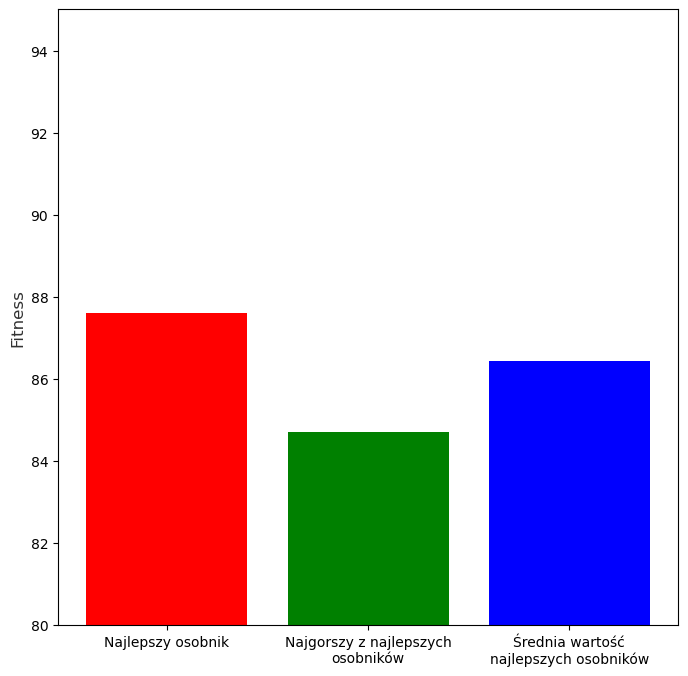 94
92
90
88
86
84
82
80
Fitness
Najlepszy osobnik
Najgorszy z najlepszych
osobników
Średnia wartość
najlepszych osobników